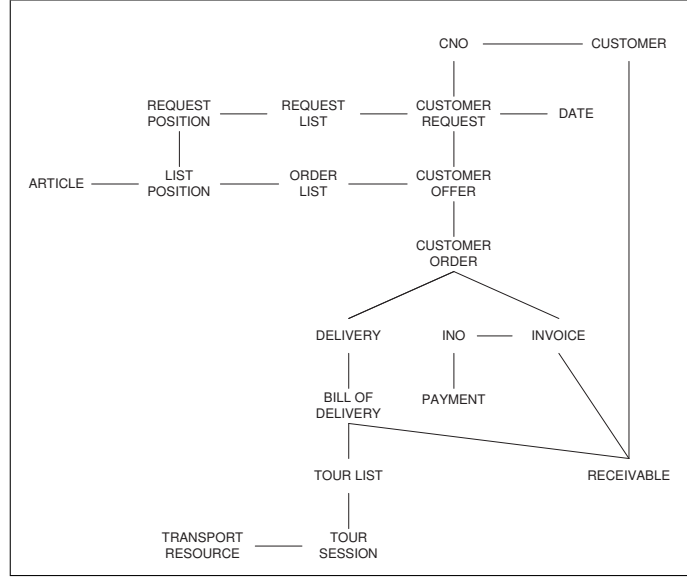 CNO
CUSTOMER
REQUEST
POSITION
REQUEST
LIST
CUSTOMER
REQUEST
DATE
ARTICLE
LIST
POSITION
ORDER
LIST
CUSTOMER
OFFER
CUSTOMER
ORDER
DELIVERY
INO
INVOICE
BILL OF
DELIVERY
PAYMENT
TOUR LIST
RECEIVABLE
TRANSPORT
RESOURCE
TOUR
SESSION